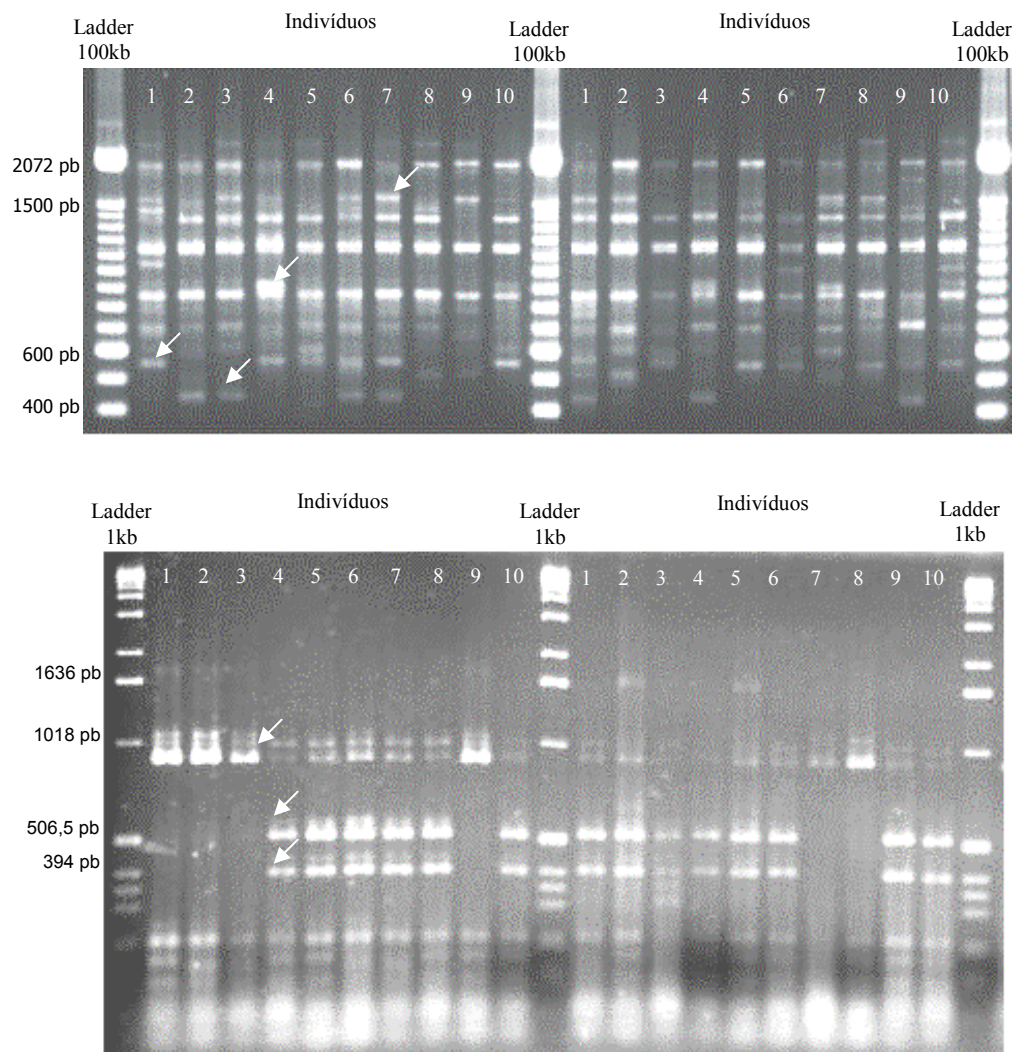 Ladder
100kb
Indivíduos
Indivíduos
Ladder
100kb
Ladder
100kb
1 2 3 4 5 6 7 8 9 10
1 2 3 4 5 6 7 8 9 10
2072 pb
1500 pb
600 pb
400 pb
Ladder
1kb
Indivíduos
Ladder
1kb
Indivíduos
Ladder
1kb
1 2 3 4 5 6 7 8 9 10
1 2 3 4 5 6 7 8 9 10
1636 pb
1018 pb
506,5 pb
394 pb